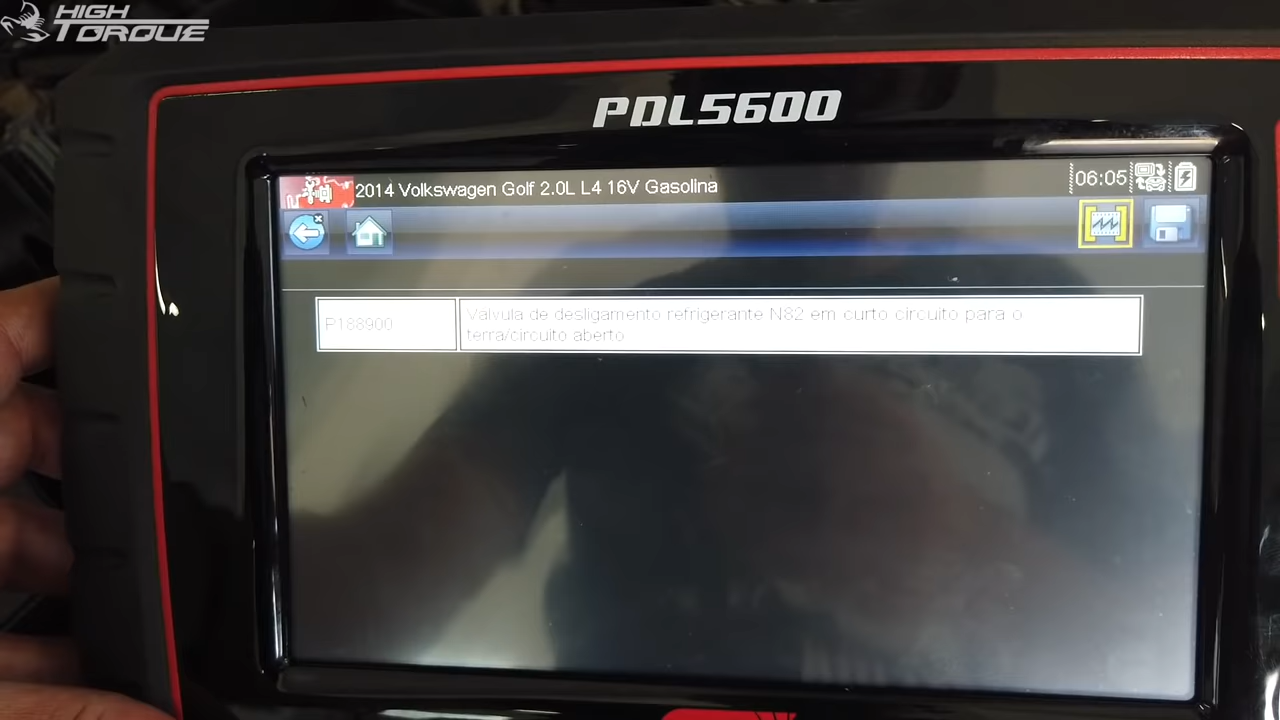 HIGH
TORQUE
PDL5600
2014 Volkswagen Golf 2.0L L4 16V Gasolina
06:05
P188900
Valvula de desligamento refrigerante N82 em curto circuito para o
terra/circuito aberto